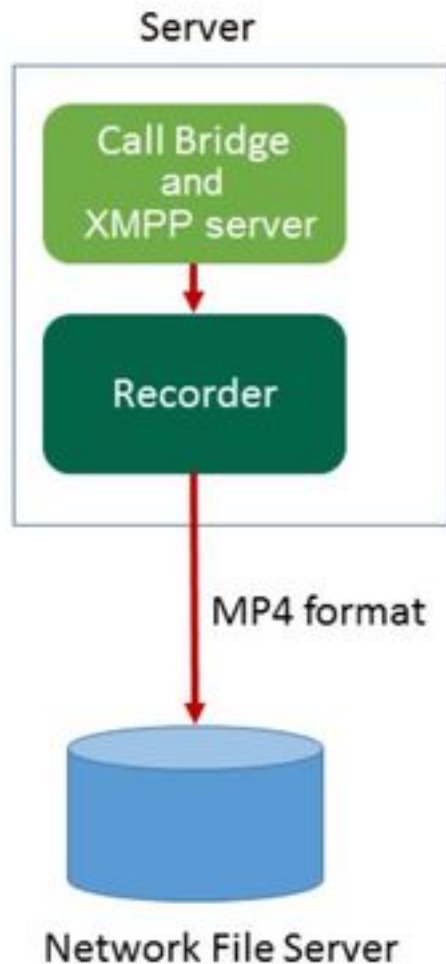 Server
Call Bridge
and
XMPP server
Recorder
MP4 format
Network File Server